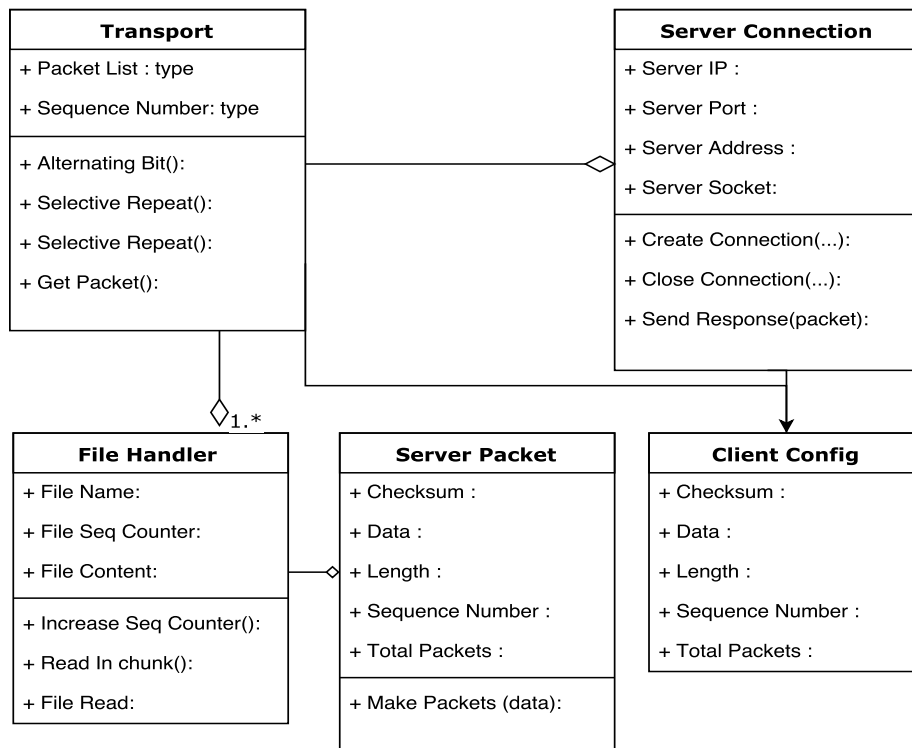 Transport
+ Packet List : type
+ Sequence Number: type
+ Alternating Bit():
+ Selective Repeat():
+ Selective Repeat():
+ Get Packet():
Server Connection
+ Server IP :
+ Server Port :
+ Server Address :
+ Server Socket:
+ Create Connection(...):
+ Close Connection(...):
+ Send Response(packet):
1.*
File Handler
+ File Name:
+ File Seq Counter:
+ File Content:
+ Increase Seq Counter():
+ Read In chunk():
+ File Read:
Server Packet
+ Checksum :
+ Data :
+ Length :
+ Sequence Number :
+ Total Packets :
+ Make Packets (data):
Client Config
+ Checksum :
+ Data :
+ Length :
+ Sequence Number :
+ Total Packets :